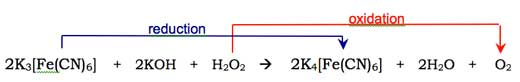 oxidation
reduction
2K₃[Fe(CN)₆] + 2KOH + H₂O₂ → 2K₄[Fe(CN)₆] + 2H₂O + O₂